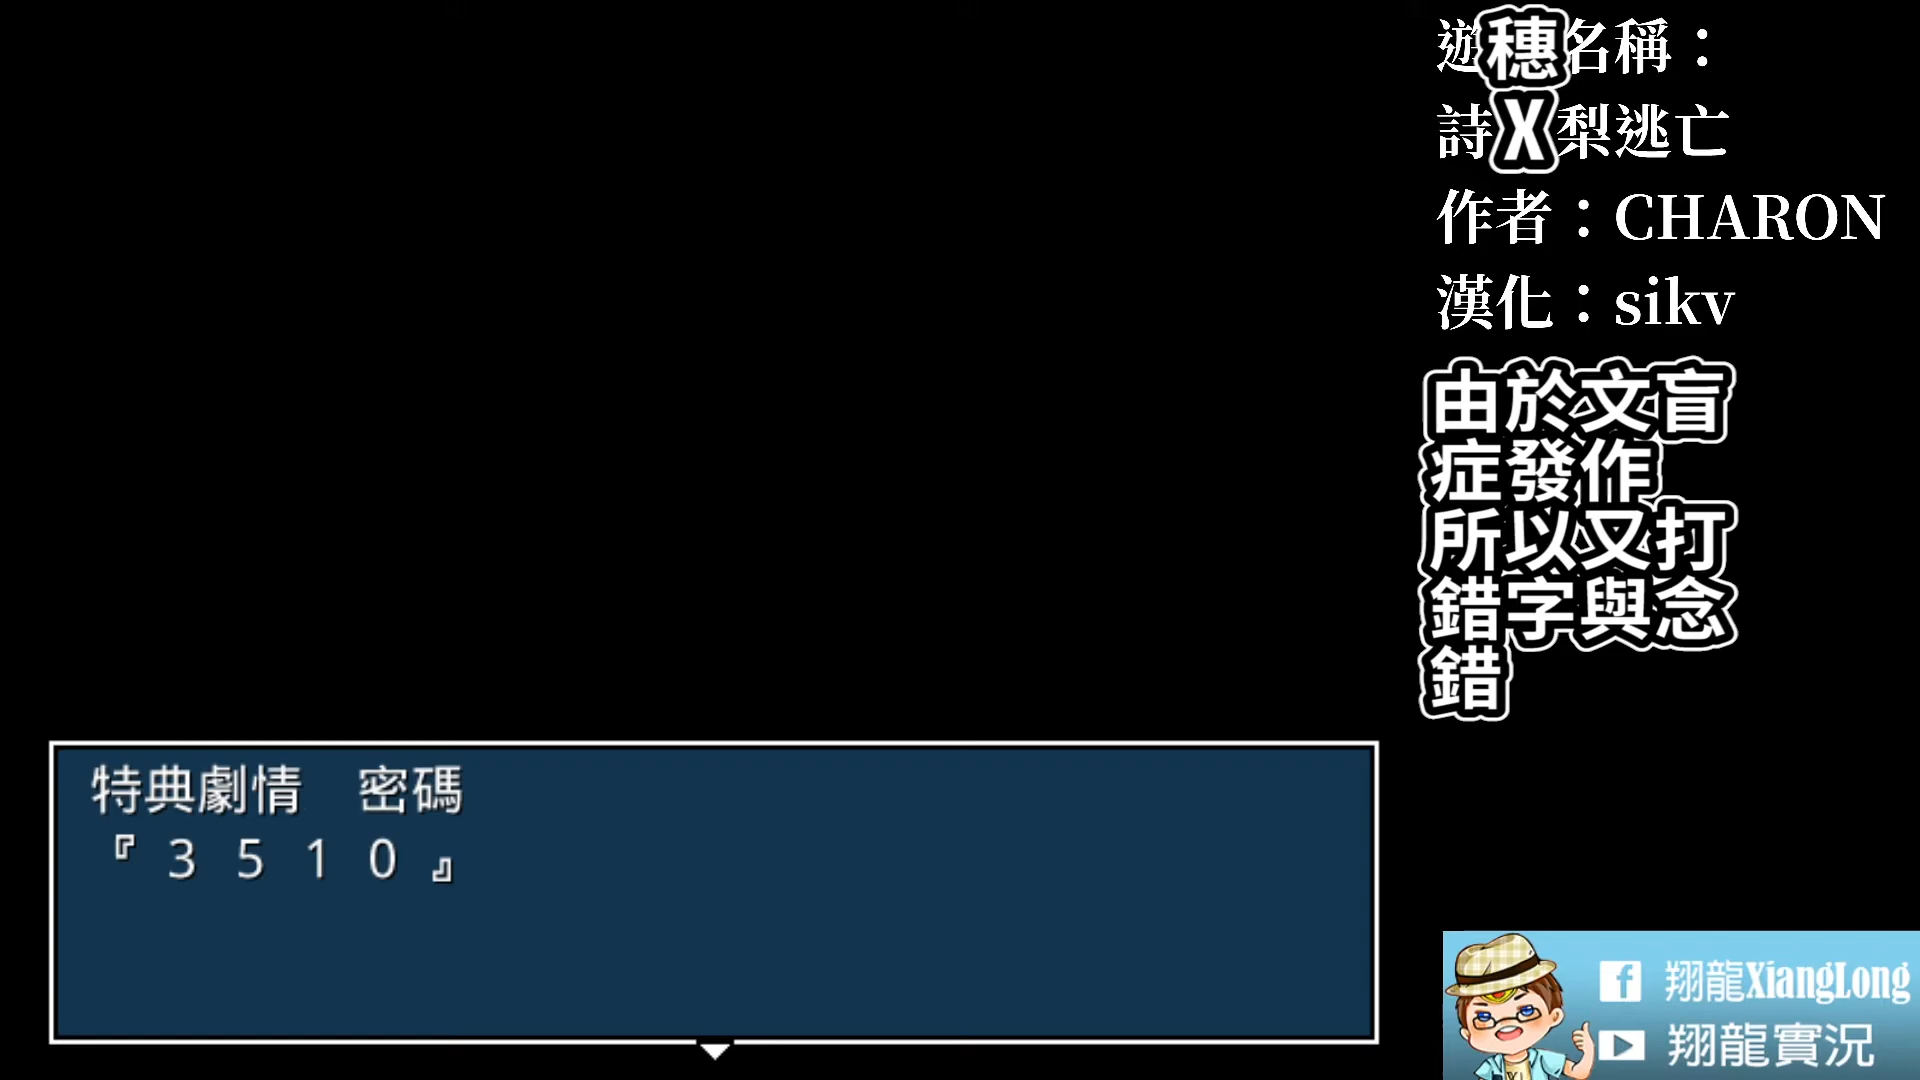 特典劇情　密碼
『3510』
遊穗名稱：
詩X梨逃亡
作者：CHARON
漢化：sikv
由於文盲
症發作
所以又打
錯字與念
錯
翔龍XiangLong
翔龍實況